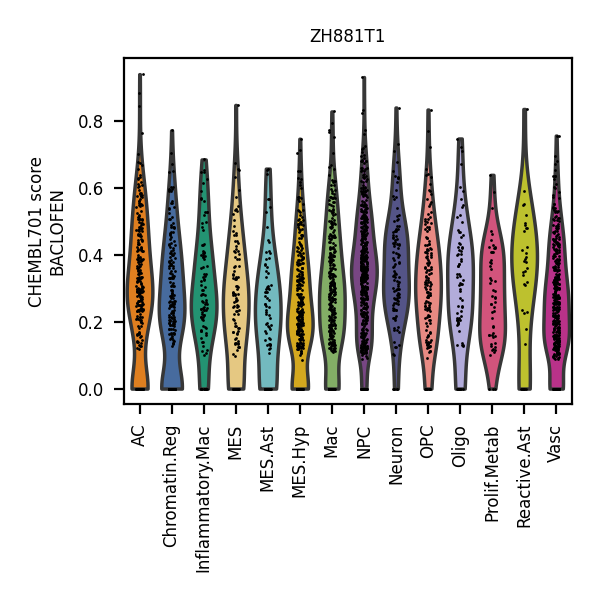 ZH881T1
CHEMBL701 score
BACLOFEN
0.8
0.6
0.4
0.2
0.0
AC
Chromatin.Reg
Inflammatory.Mac
MES
MES.Ast
MES.Hyp
Mac
NPC
Neuron
OPC
Oligo
Prolif.Metab
Reactive.Ast
Vasc